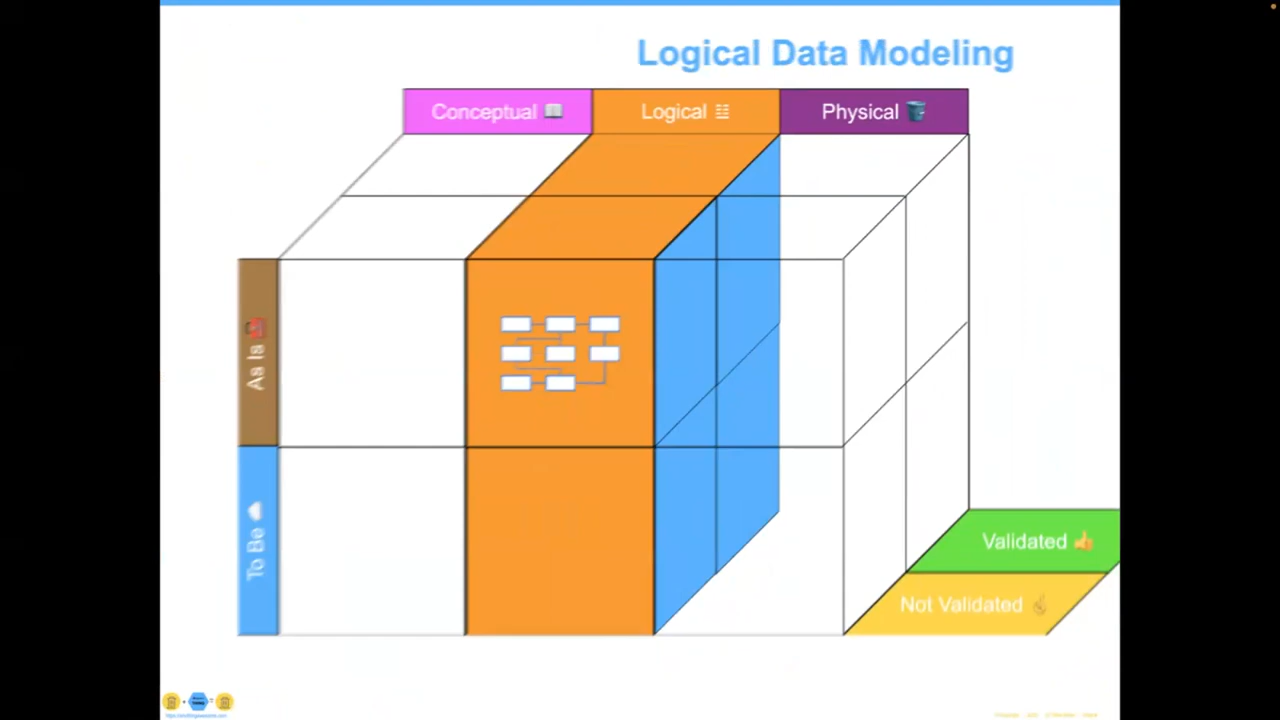 Logical Data Modeling
Conceptual
Logical
Physical
As Is
To Be
Validated
Not Validated